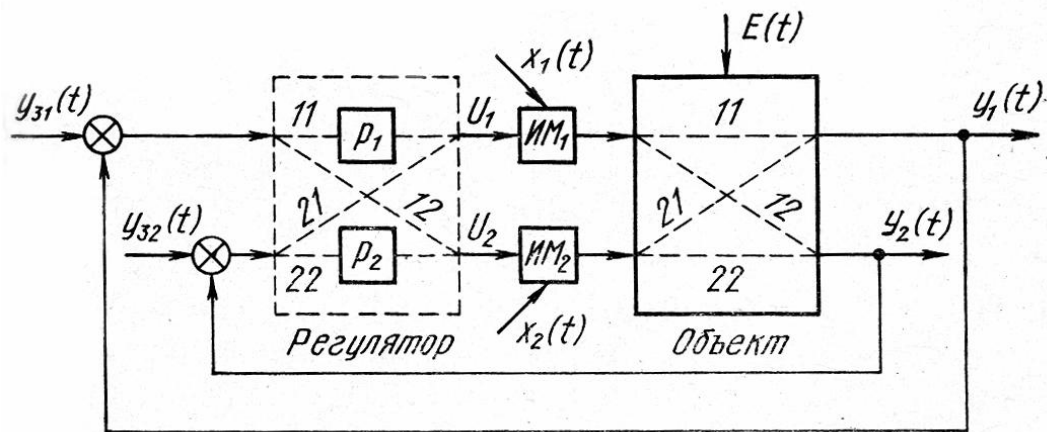 E(t)
x₁(t)
y₃₁(t)
11
P₁
U₁
ИМ₁
11
y₁(t)
21
12
21
12
y₃₂(t)
22
P₂
U₂
ИМ₂
22
y₂(t)
Регулятор
x₂(t)
Объект